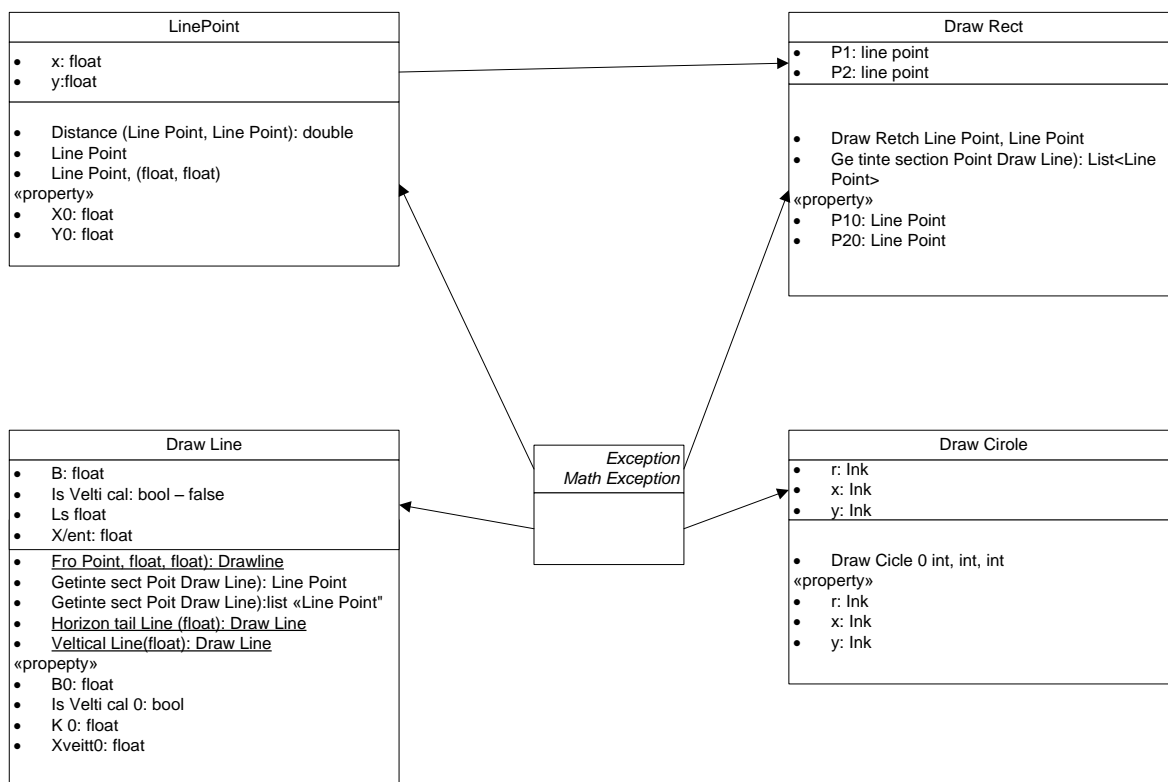 LinePoint
• x: float
• y:float
• Distance (Line Point, Line Point): double
• Line Point
• Line Point, (float, float)
«property»
• X0: float
• Y0: float
Draw Rect
• P1: line point
• P2: line point
• Draw Retch Line Point, Line Point
• Ge tinte section Point Draw Line): List<Line
Point>
«property»
• P10: Line Point
• P20: Line Point
Draw Line
• B: float
• Is Velti cal: bool – false
• Ls float
• X/ent: float
• Fro Point, float, float): Drawline
• Getinte sect Poit Draw Line): Line Point
• Getinte sect Poit Draw Line):list «Line Point"
• Horizon tail Line (float): Draw Line
• Veltical Line(float): Draw Line
«propepty»
• B0: float
• Is Velti cal 0: bool
• K 0: float
• Xveitt0: float
Exception
Math Exception
Draw Cirole
• r: Ink
• x: Ink
• y: Ink
• Draw Cicle 0 int, int, int
«property»
• r: Ink
• x: Ink
• y: Ink